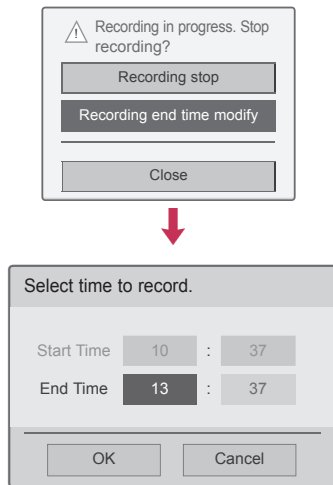 Recording in progress. Stop
recording?
Recording stop
Recording end time modify
Close
Select time to record.
Start Time 10 : 37
End Time 13 : 37
OK Cancel